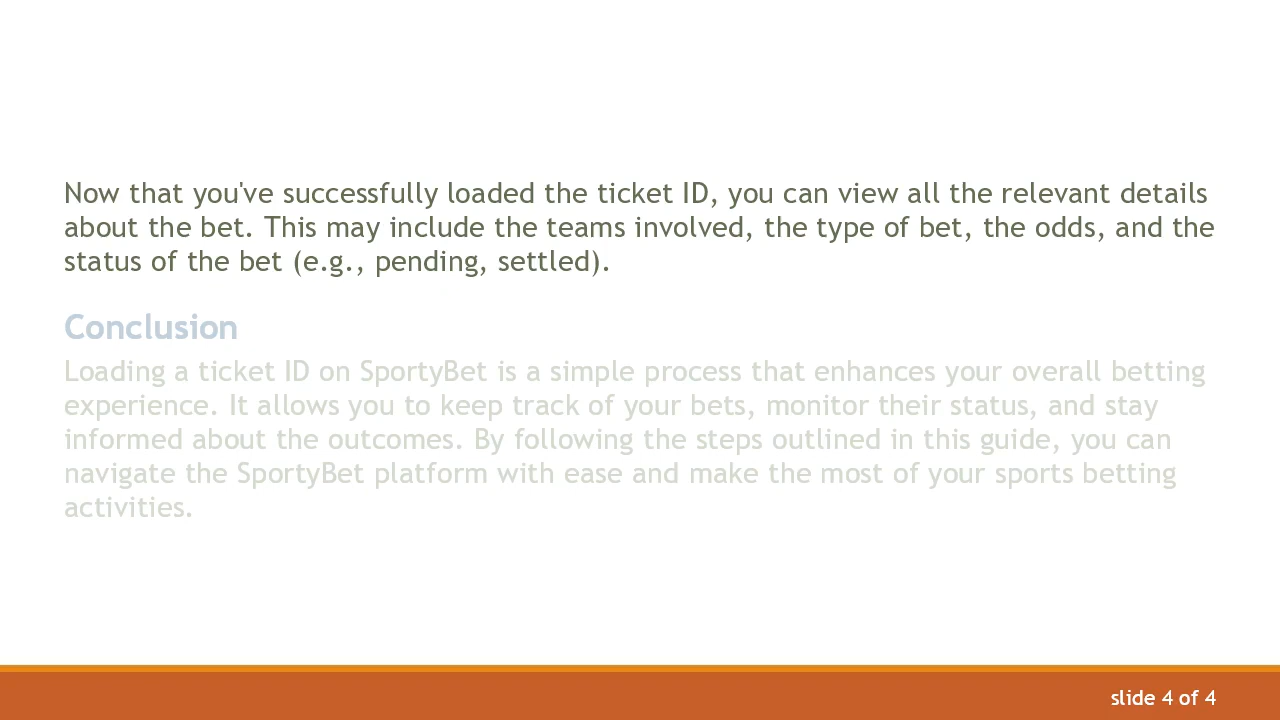 Now that you've successfully loaded the ticket ID, you can view all the relevant details
about the bet. This may include the teams involved, the type of bet, the odds, and the
status of the bet (e.g., pending, settled).
Conclusion
Loading a ticket ID on SportyBet is a simple process that enhances your overall betting
experience. It allows you to keep track of your bets, monitor their status, and stay
informed about the outcomes. By following the steps outlined in this guide, you can
navigate the SportyBet platform with ease and make the most of your sports betting
activities.
slide 4 of 4